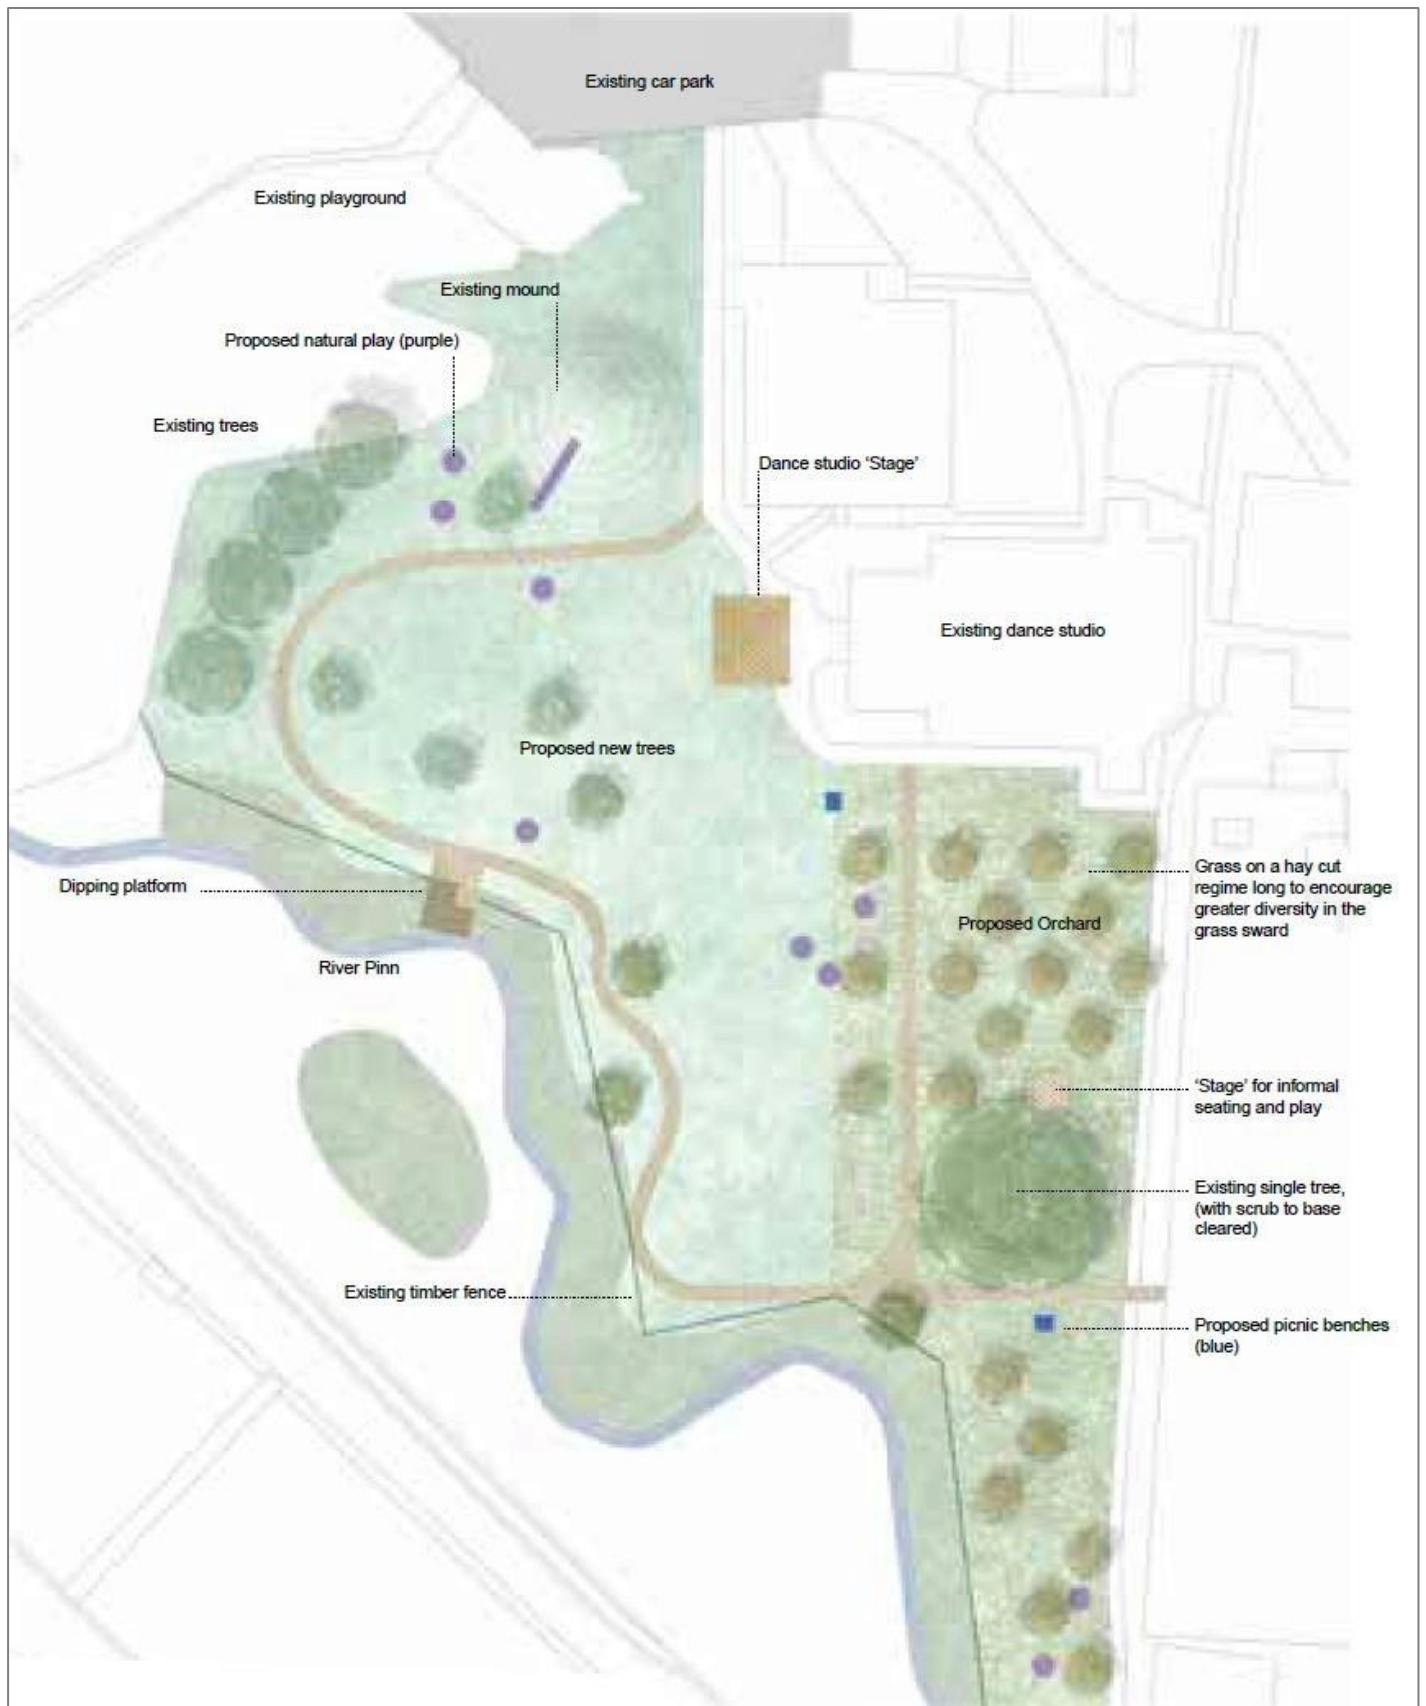 Existing car park
Existing playground
Existing mound
Proposed natural play (purple)
Existing trees
Dance studio ‘Stage’
Existing dance studio
Proposed new trees
Grass on a hay cut
regime long to encourage
greater diversity in the
grass sward
Dipping platform
Proposed Orchard
River Pinn
‘Stage’ for informal
seating and play
Existing single tree,
(with scrub to base
cleared)
Existing timber fence
Proposed picnic benches
(blue)